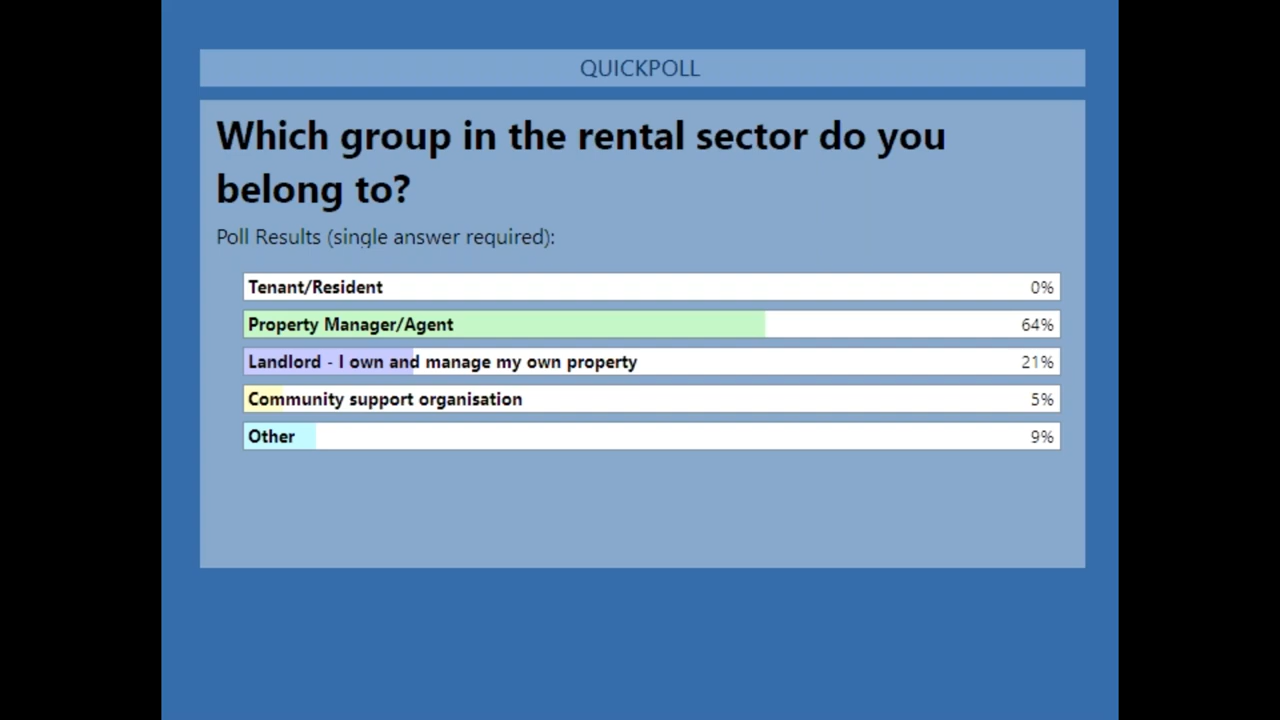 QUICKPOLL
Which group in the rental sector do you
belong to?
Poll Results (single answer required):
Tenant/Resident 0%
Property Manager/Agent 64%
Landlord - I own and manage my own property 21%
Community support organisation 5%
Other 9%